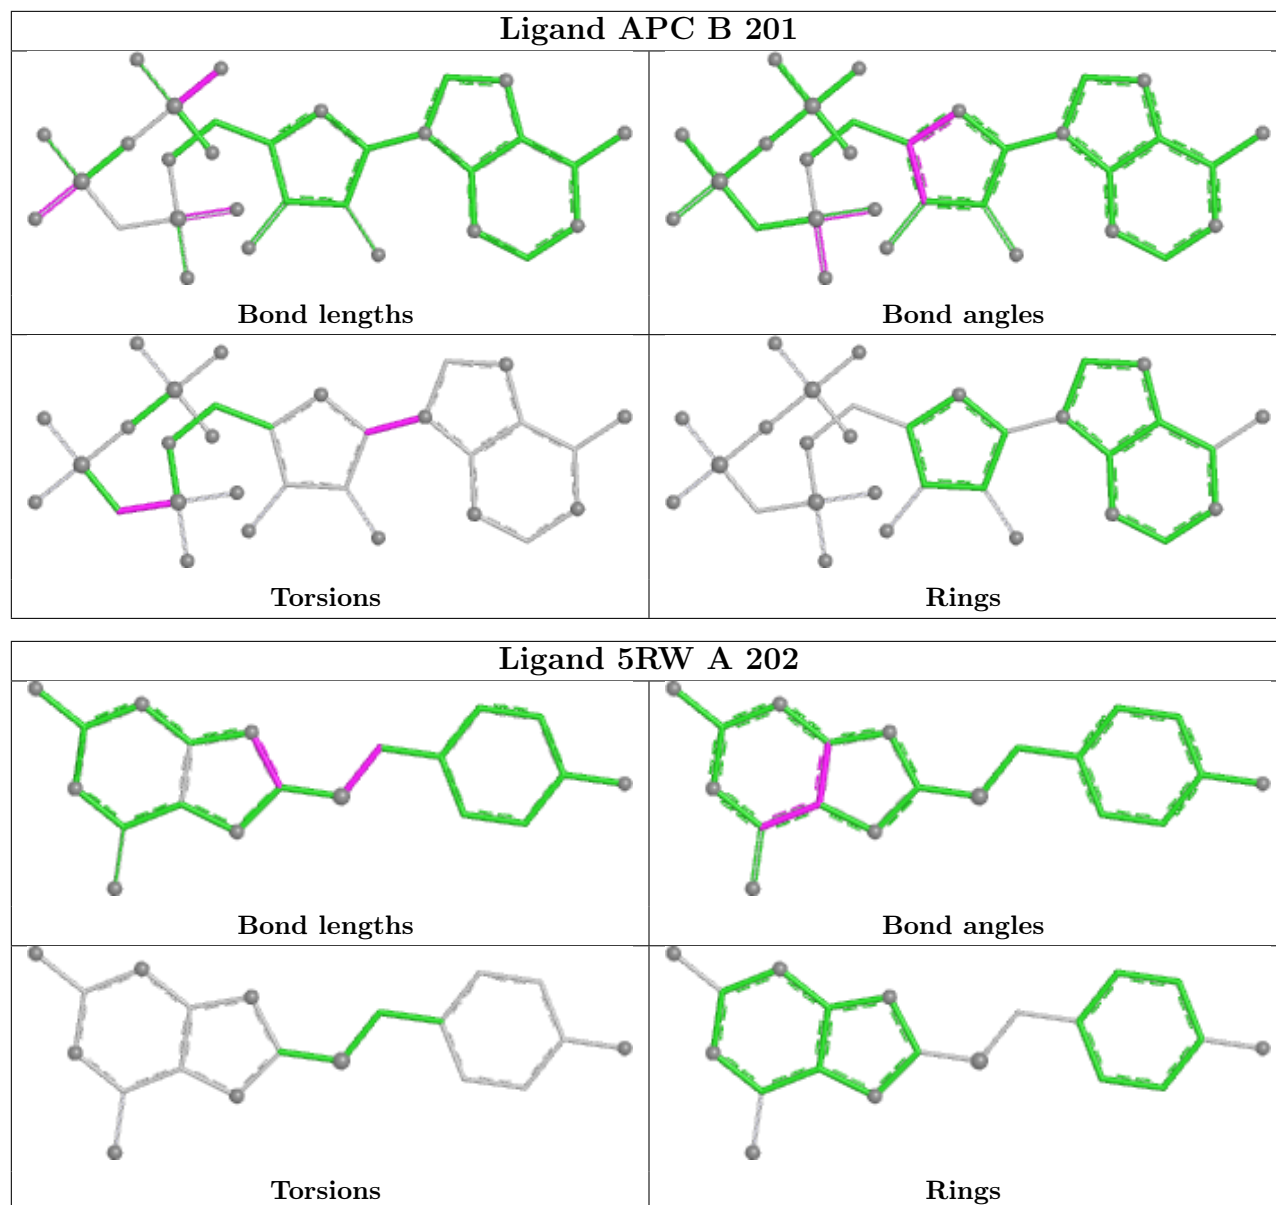 Ligand APC B 201
Bond lengths
Bond angles
Torsions
Rings
Ligand 5RW A 202
Bond lengths
Bond angles
Torsions
Rings